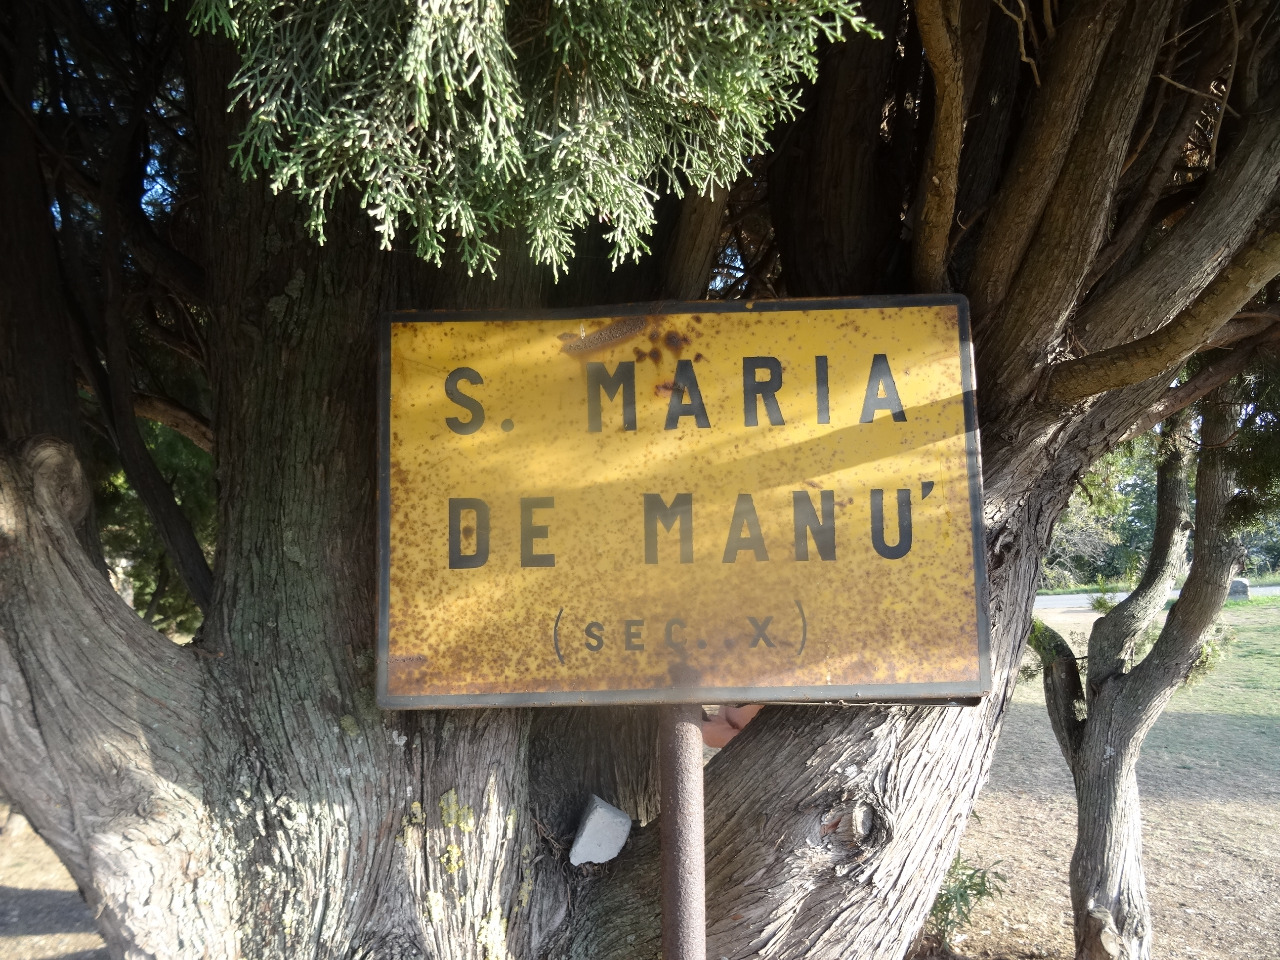 S. MARIA
DE MANU'
(SEC. X)